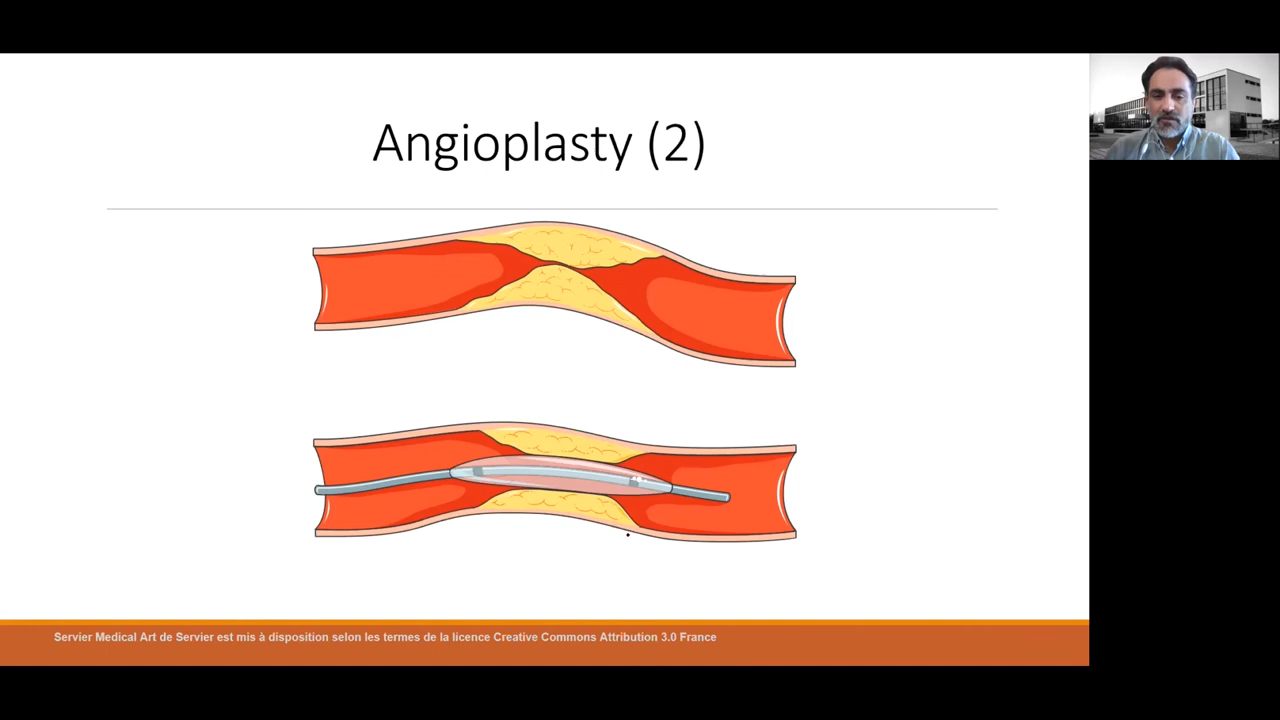 Angioplasty (2)
Servier Medical Art de Servier est mis à disposition selon les termes de la licence Creative Commons Attribution 3.0 France